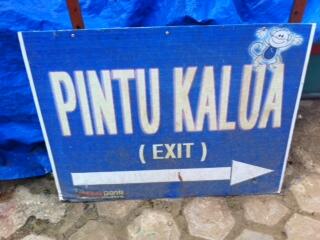 PINTU KALUA
( EXIT )